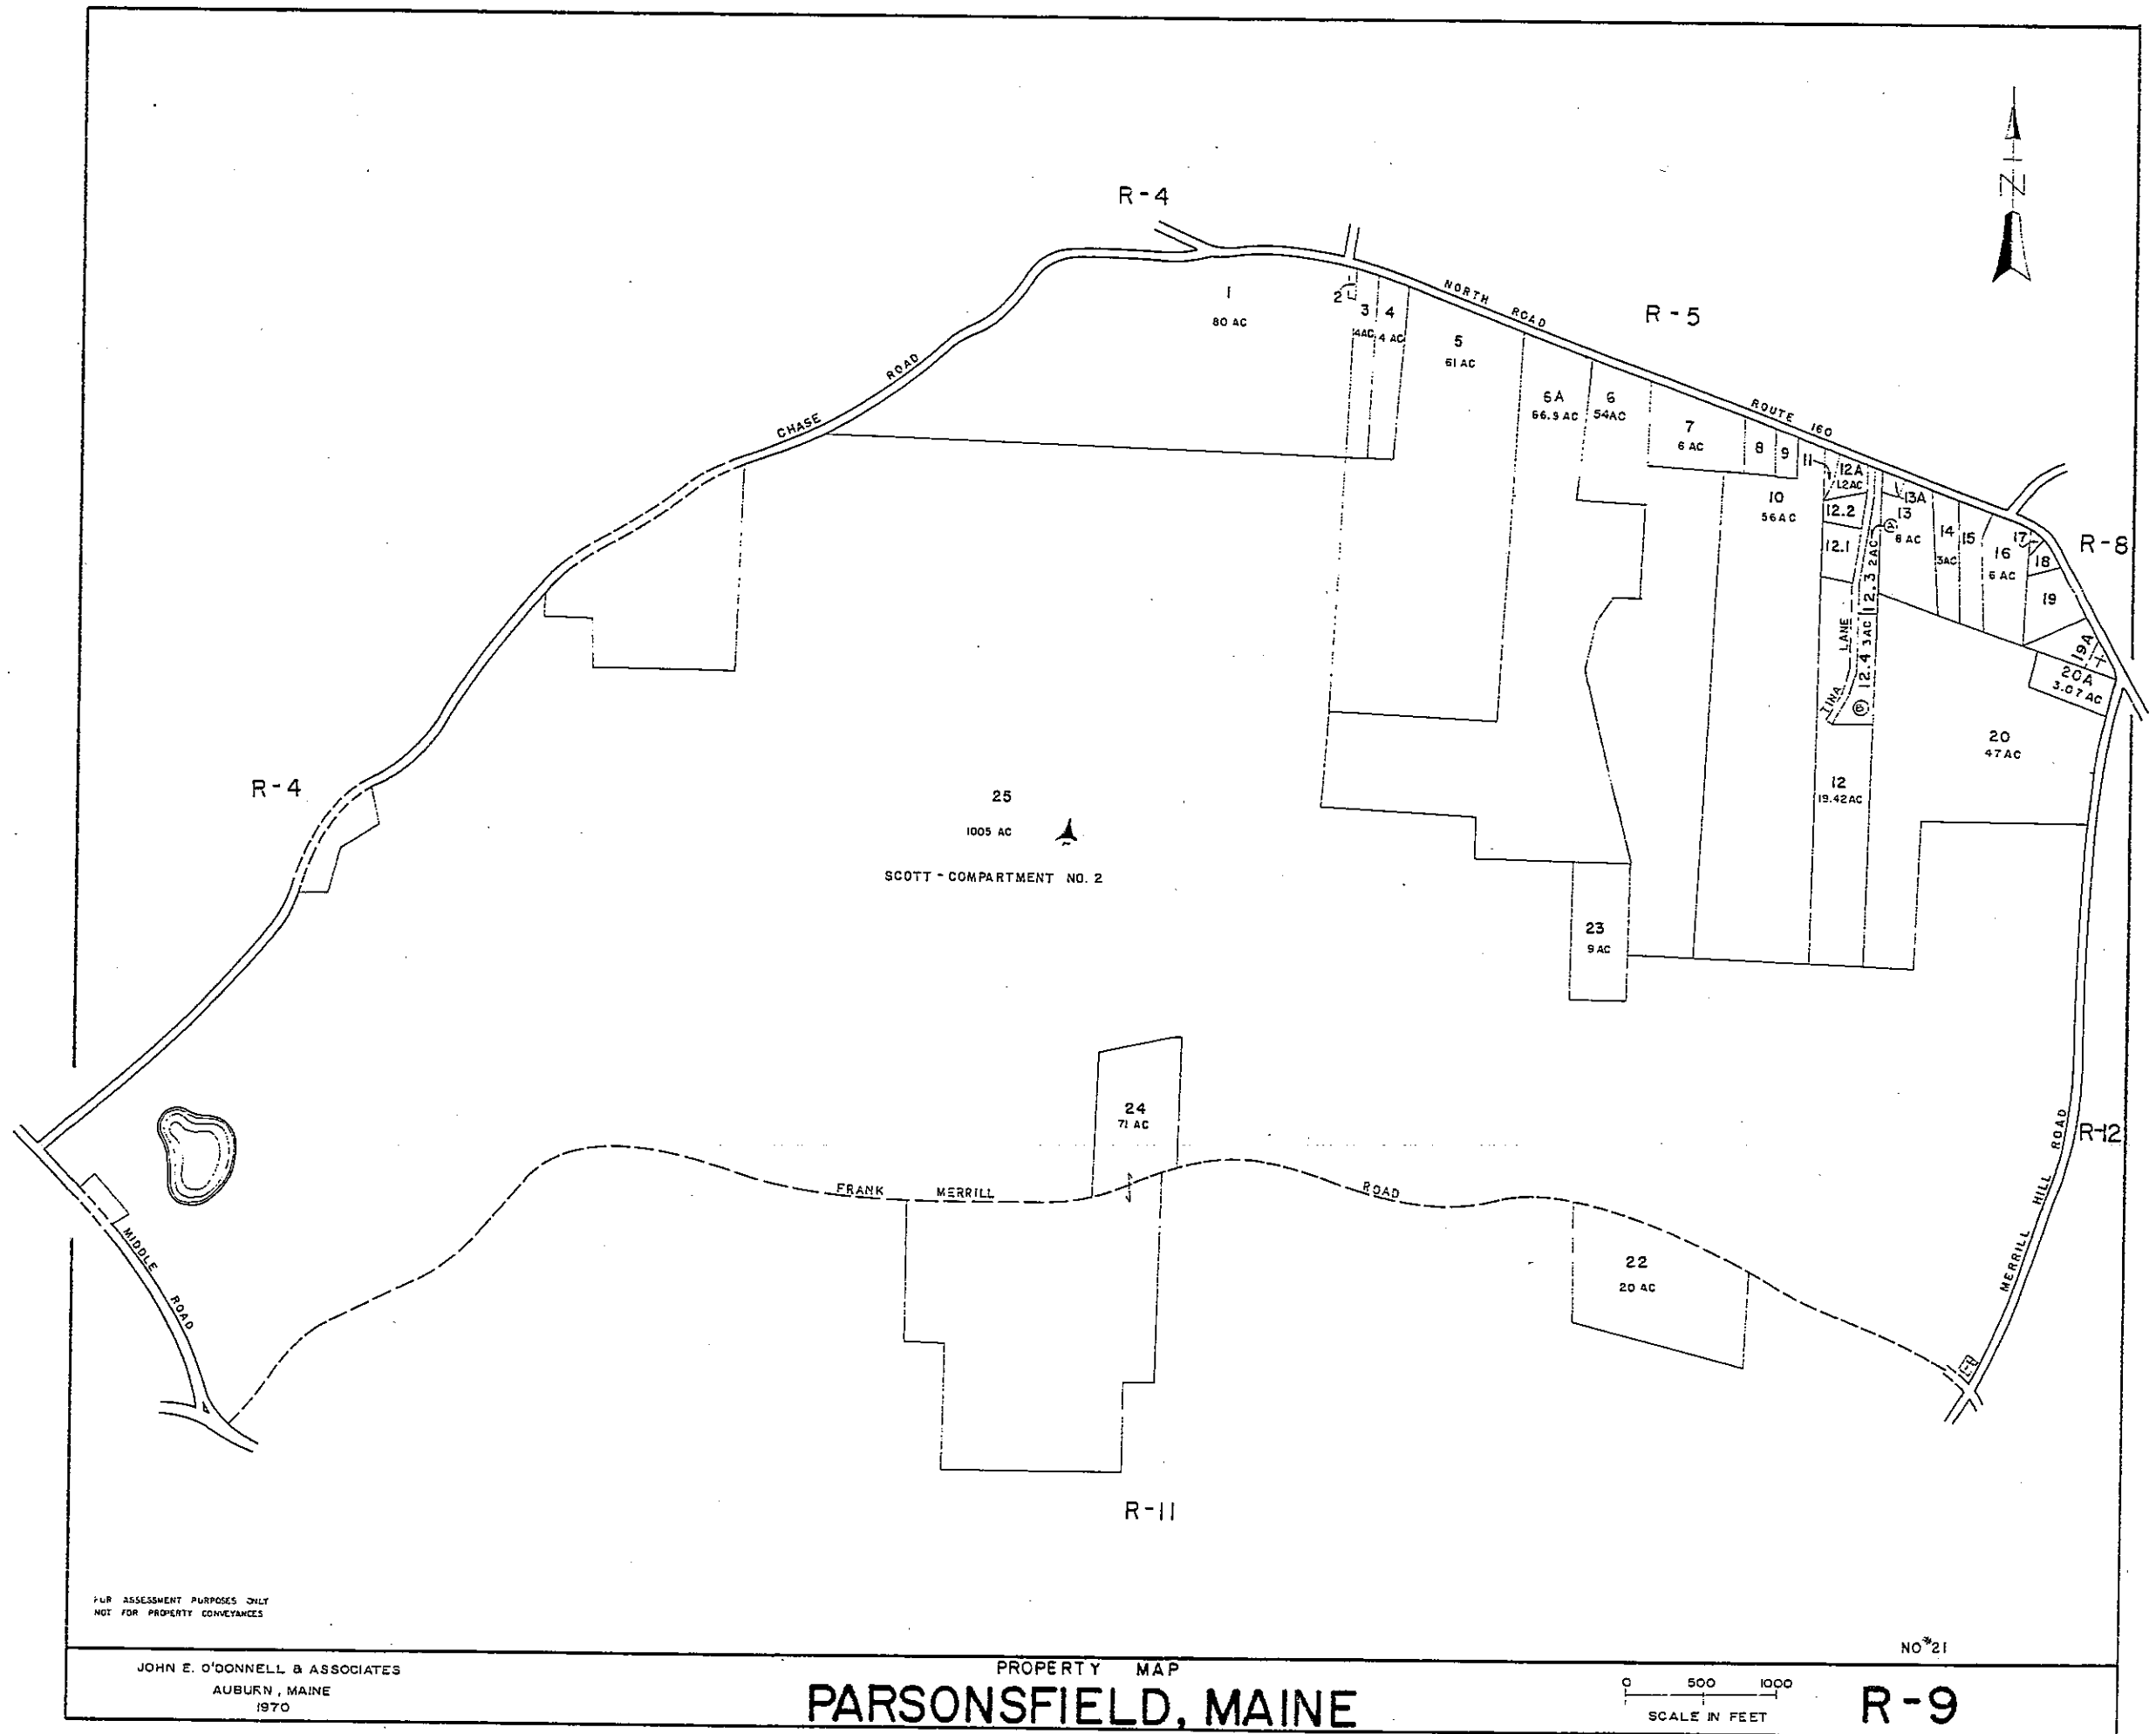 R-4
N
NORTH ROAD
R-5
1
80 AC
2
3
4AC
4
4 AC
5
61 AC
CHASE ROAD
6A
66.9 AC
6
54AC
7
6 AC
ROUTE 160
8
9
10
56AC
11
12A
1.2AC
12.2
12.1
13A
13
8 AC
A
12.3 2AC
12.4 3AC
TINA LANE
B
14
3AC
15
16
6 AC
17
18
19
R-8
19A
20A
3.07 AC
20
47AC
12
19.42AC
R-4
25
1005 AC
SCOTT - COMPARTMENT NO. 2
23
9 AC
24
71 AC
R-12
MERRILL HILL ROAD
FRANK MERRILL ROAD
MIDDLE ROAD
22
20 AC
R-11
FOR ASSESSMENT PURPOSES ONLY
NOT FOR PROPERTY CONVEYANCES
NO#21
JOHN E. O'DONNELL & ASSOCIATES
AUBURN, MAINE
1970
PROPERTY MAP
PARSONSFIELD, MAINE
0 500 1000
SCALE IN FEET
R-9